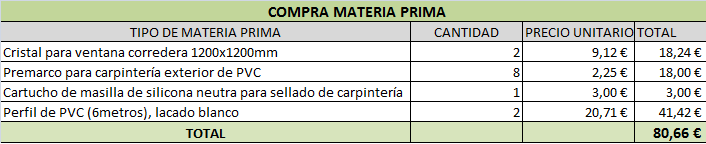 COMPRA MATERIA PRIMA
TIPO DE MATERIA PRIMA CANTIDAD PRECIO UNITARIO TOTAL
Cristal para ventana corredera 1200x1200mm 2 9,12 € 18,24 €
Premarco para carpintería exterior de PVC 8 2,25 € 18,00 €
Cartucho de masilla de silicona neutra para sellado de carpintería 1 3,00 € 3,00 €
Perfil de PVC (6metros), lacado blanco 2 20,71 € 41,42 €
TOTAL 80,66 €